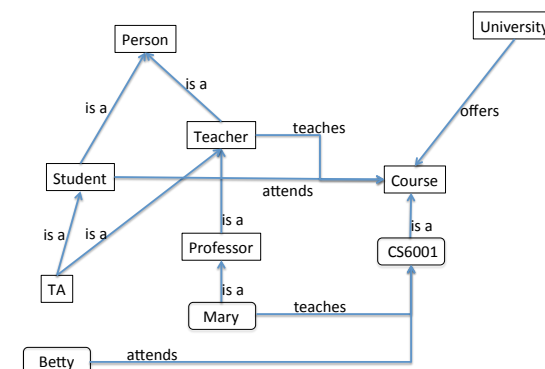 University
Person
is a
offers
is a
Teacher
teaches
Student
attends
Course
is a
is a
is a
is a
Professor
CS6001
TA
is a
Mary
teaches
Betty
attends